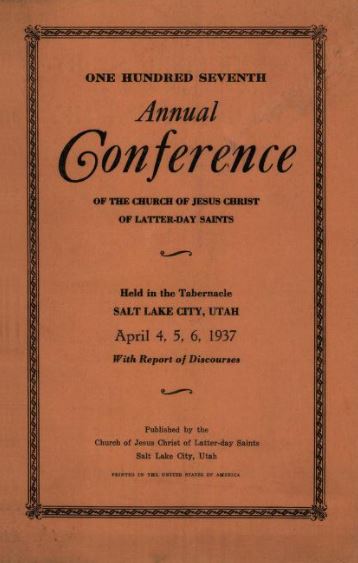 ONE HUNDRED SEVENTH
Annual
Conference
OF THE CHURCH OF JESUS CHRIST
OF LATTER-DAY SAINTS
Held in the Tabernacle
SALT LAKE CITY, UTAH
April 4, 5, 6, 1937
With Report of Discourses
Published by the
Church of Jesus Christ of Latter-day Saints
Salt Lake City, Utah
PRINTED IN THE UNITED STATES OF AMERICA